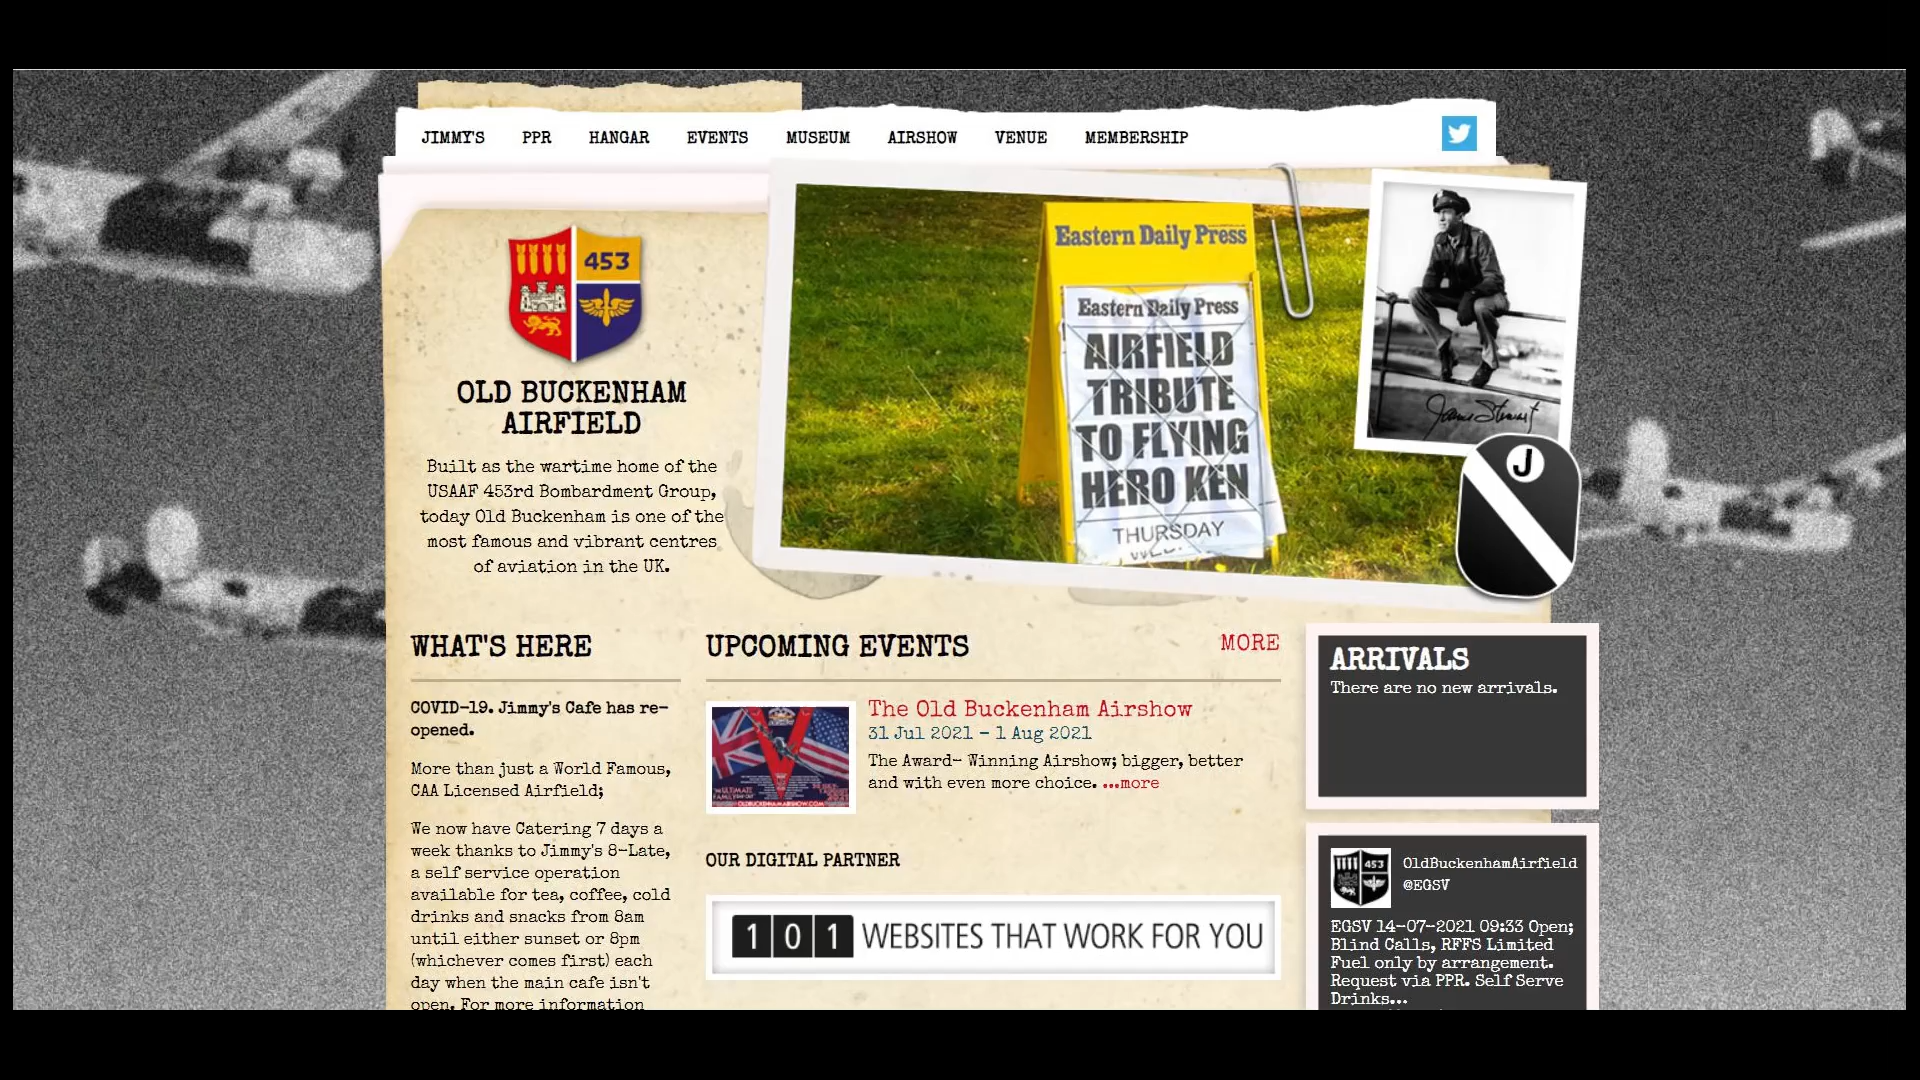 JIMMY'S PPR HANGAR EVENTS MUSEUM AIRSHOW VENUE MEMBERSHIP
453
OLD BUCKENHAM
AIRFIELD
Built as the wartime home of the
USAAF 453rd Bombardment Group,
today Old Buckenham is one of the
most famous and vibrant centres
of aviation in the UK.
Eastern Daily Press
Eastern Daily Press
AIRFIELD
TRIBUTE
TO FLYING
HERO KEN
THURSDAY
James Stewart
J
WHAT'S HERE
COVID-19. Jimmy's Cafe has re-
opened.
More than just a World Famous,
CAA Licensed Airfield;
We now have Catering 7 days a
week thanks to Jimmy's 8-Late,
a self service operation
available for tea, coffee, cold
drinks and snacks from 8am
until either sunset or 8pm
(whichever comes first) each
day when the main cafe isn't
open. For more information
UPCOMING EVENTS
MORE
The Old Buckenham Airshow
31 Jul 2021 - 1 Aug 2021
The Award- Winning Airshow; bigger, better
and with even more choice. ...more
OLDBUCKENHAMAIRSHOW.COM
OUR DIGITAL PARTNER
101 WEBSITES THAT WORK FOR YOU
ARRIVALS
There are no new arrivals.
453
OldBuckenhamAirfield
@EGSV
EGSV 14-07-2021 09:33 Open;
Blind Calls, RFFS Limited
Fuel only by arrangement.
Request via PPR. Self Serve
Drinks...